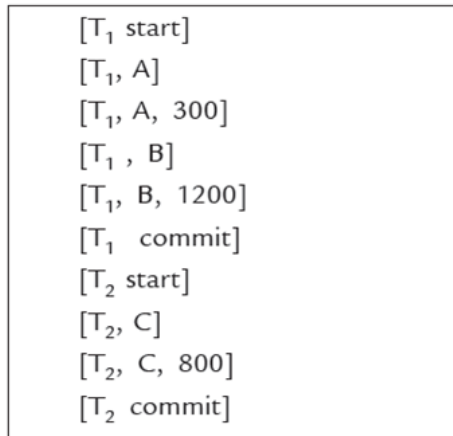 [T₁ start]
[T₁, A]
[T₁, A, 300]
[T₁ , B]
[T₁, B, 1200]
[T₁ commit]
[T₂ start]
[T₂, C]
[T₂, C, 800]
[T₂ commit]